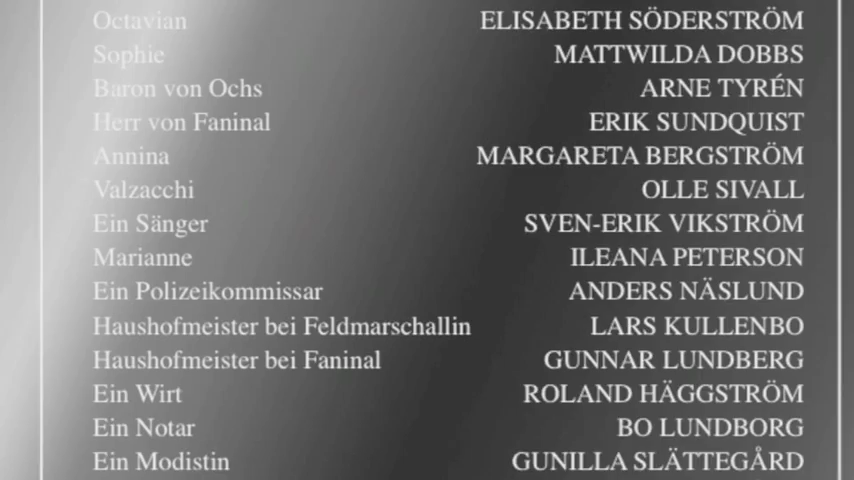 Octavian ELISABETH SÖDERSTRÖM
Sophie MATTWILDA DOBBS
Baron von Ochs ARNE TYRÉN
Herr von Faninal ERIK SUNDQUIST
Annina MARGARETA BERGSTRÖM
Valzacchi OLLE SIVALL
Ein Sänger SVEN-ERIK VIKSTRÖM
Marianne ILEANA PETERSON
Ein Polizeikommissar ANDERS NÄSLUND
Haushofmeister bei Feldmarschallin LARS KULLENBO
Haushofmeister bei Faninal GUNNAR LUNDBERG
Ein Wirt ROLAND HÄGGSTRÖM
Ein Notar BO LUNDBORG
Ein Modistin GUNILLA SLÄTTEGÅRD